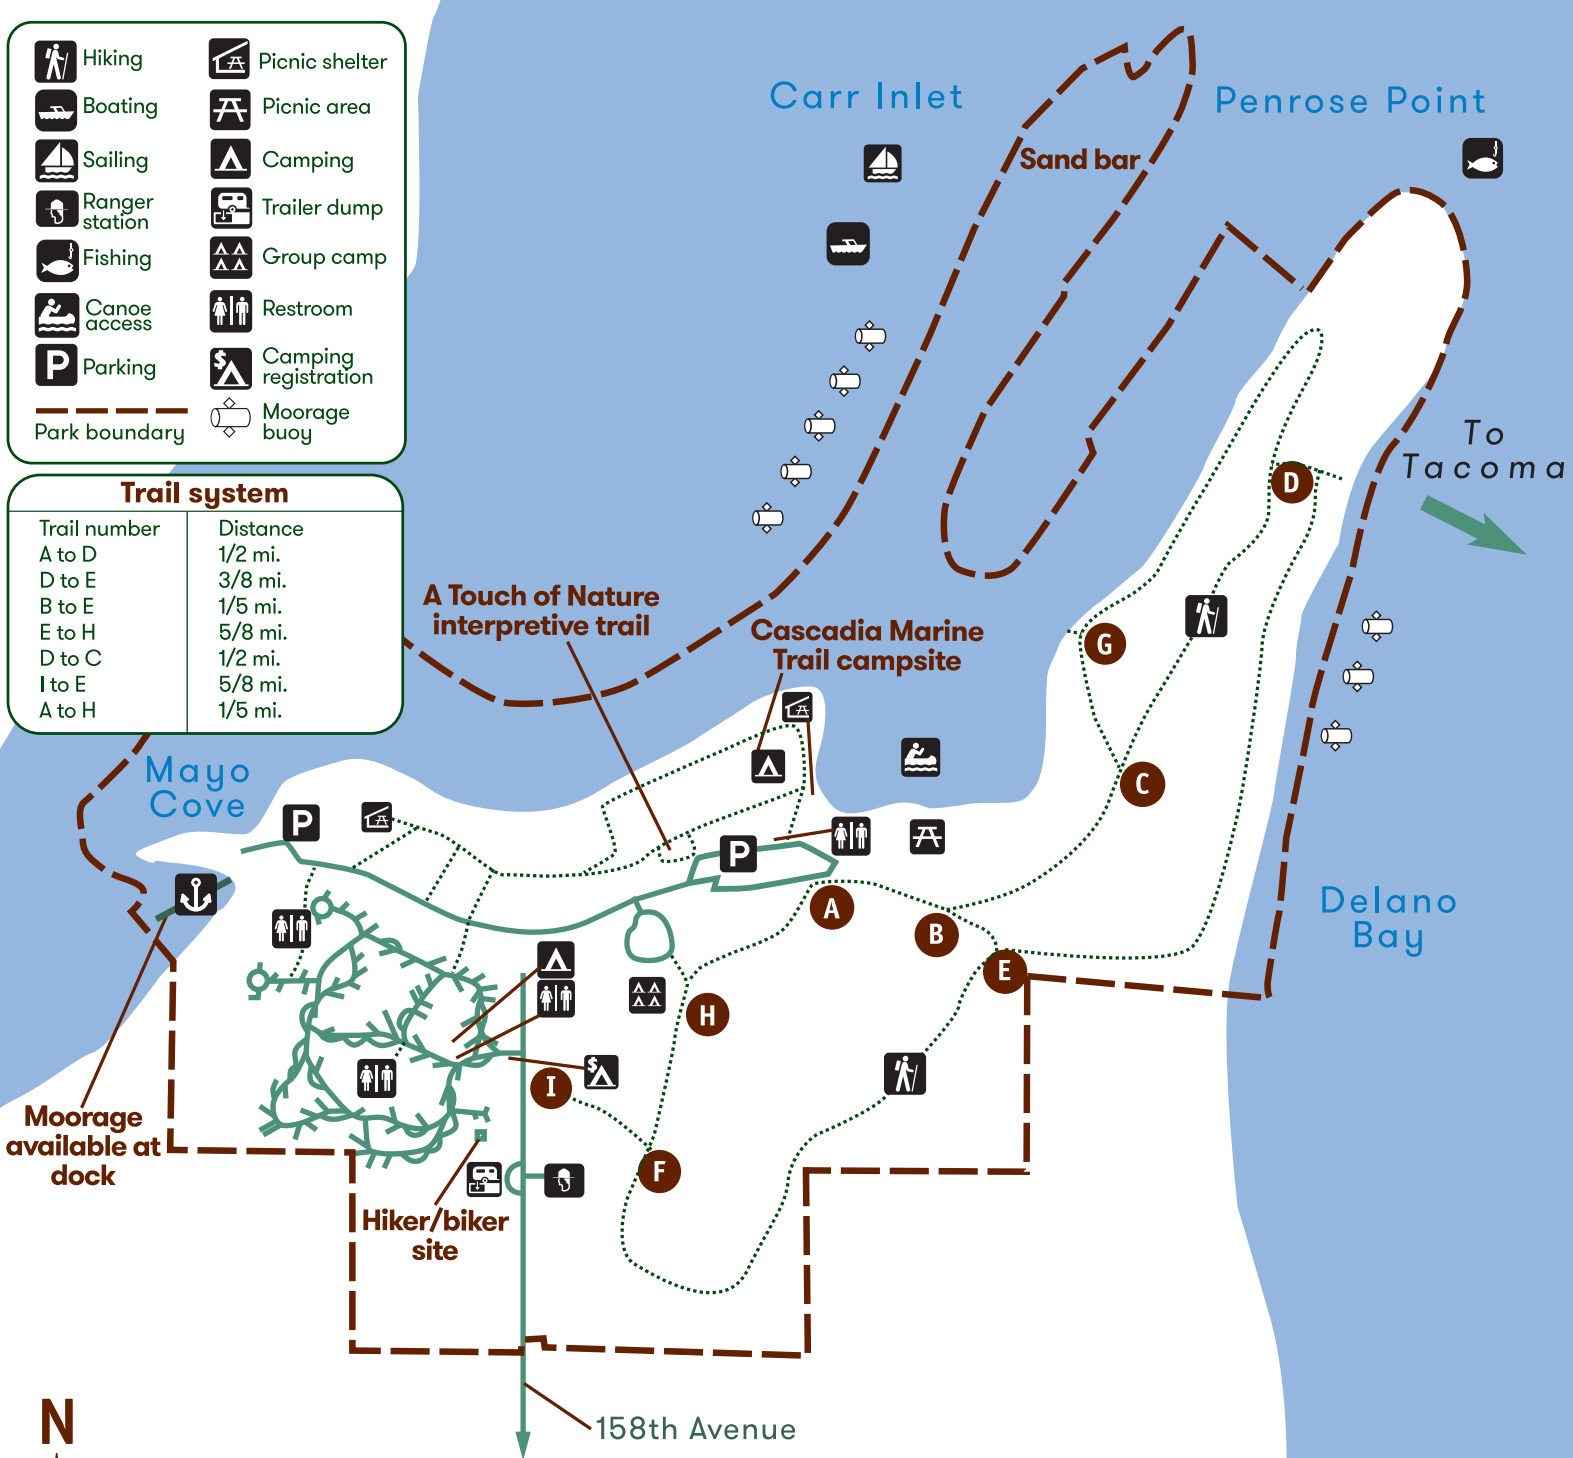 Hiking
Boating
Sailing
Ranger
station
Fishing
Canoe
access
P
Parking
Park boundary
Picnic shelter
Picnic area
Camping
Trailer dump
Group camp
Restroom
$
Camping
registration
Moorage
buoy
Trail system
Trail number Distance
A to D 1/2 mi.
D to E 3/8 mi.
B to E 1/5 mi.
E to H 5/8 mi.
D to C 1/2 mi.
I to E 5/8 mi.
A to H 1/5 mi.
Carr Inlet
Penrose Point
Sand bar
To
Tacoma
D
A Touch of Nature
interpretive trail
Cascadia Marine
Trail campsite
G
Mayo
Cove
C
P
P
A
B
Delano
Bay
E
H
$
I
Moorage
available at
dock
F
Hiker/biker
site
N
158th Avenue